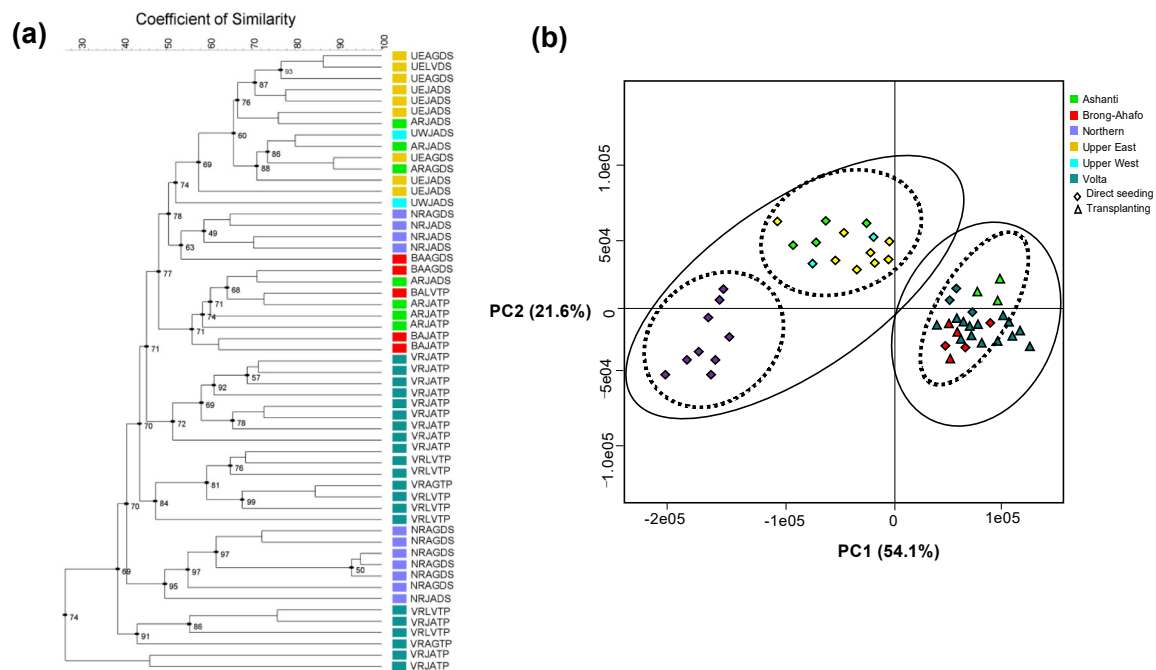 (a)
Coefficient of Similarity
30 40 50 60 70 80 90 100
UEAGDS
UELVDS
93
UEAGDS
87
UEJADS
76
UEJADS
UEJADS
ARJADS
60
UWJADS
ARJADS
86
UEAGDS
69
88
ARAGDS
UEJADS
74
UEJADS
UWJADS
78
NRAGDS
NRJADS
49
NRJADS
63
NRJADS
BAAGDS
77
BAAGDS
ARJADS
68
BALVTP
71
ARJATP
74
ARJATP
71
ARJATP
BAJATP
71
BAJATP
VRJATP
VRJATP
57
VRJATP
92
VRJATP
69
VRJATP
VRJATP
78
VRJATP
72
70
VRJATP
VRJATP
VRLVTP
76
VRLVTP
81
VRAGTP
99
VRLVTP
84
70
VRLVTP
VRLVTP
NRAGDS
NRAGDS
97
NRAGDS
NRAGDS
69
97
50
NRAGDS
95
NRAGDS
NRJADS
74
VRLVTP
VRJATP
86
91
VRLVTP
VRAGTP
VRJATP
VRJATP
(b)
Ashanti
Brong-Ahafo
Northern
Upper East
Upper West
Volta
Direct seeding
Transplanting
1.0e05
5e04
0
−5e04
−1.0e05
PC2 (21.6%)
-2e05 -1e05 0 1e05
PC1 (54.1%)